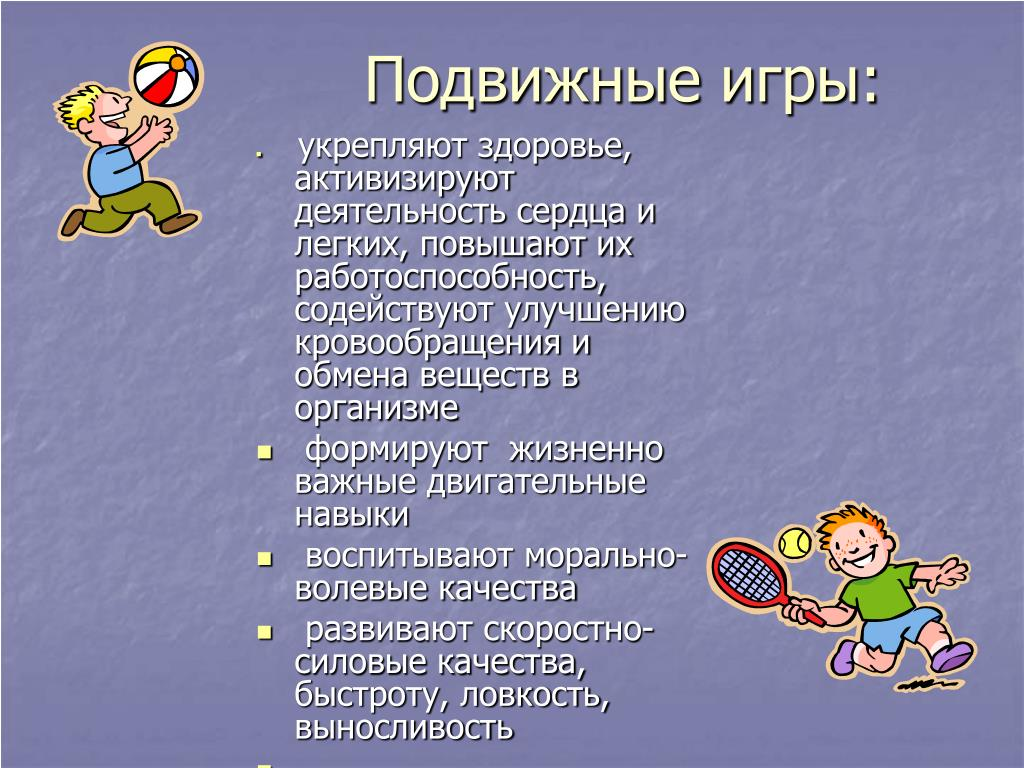 Подвижные игры:
укрепляют здоровье,
активизируют
деятельность сердца и
легких, повышают их
работоспособность,
содействуют улучшению
кровообращения и
обмена веществ в
организме
формируют жизненно
важные двигательные
навыки
воспитывают морально-
волевые качества
развивают скоростно-
силовые качества,
быстроту, ловкость,
выносливость